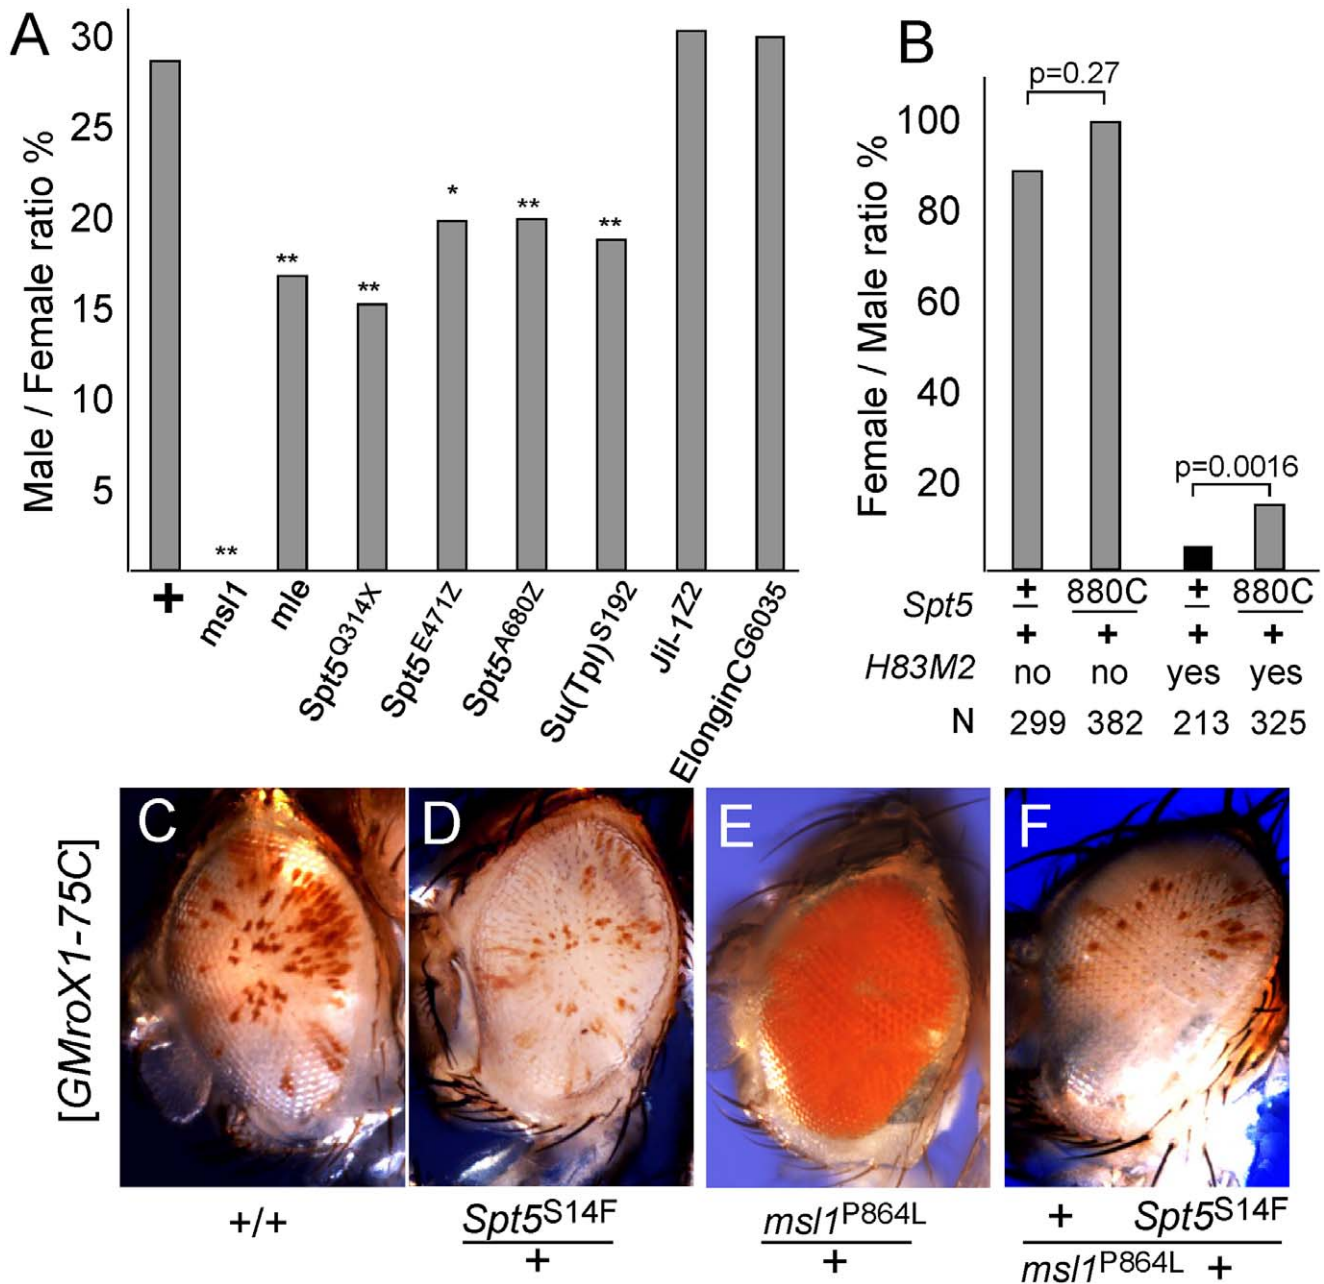 A
Male / Female ratio %
30
25
20
15
10
5
**
**
**
*
**
**
+
msl1
mle
Spt5Q314X
Spt5E471Z
Spt5A680Z
Su(Tpl)S192
Jil-1Z2
ElonginCG6035
B
Female / Male ratio %
100
80
60
40
20
p=0.27
p=0.0016
Spt5 + 880C + 880C
+ + + +
H83M2 no no yes yes
N 299 382 213 325
[GMroX1-75C]
C D E F
+/+ Spt5S14F msl1P864L + Spt5S14F
+ + msl1P864L +